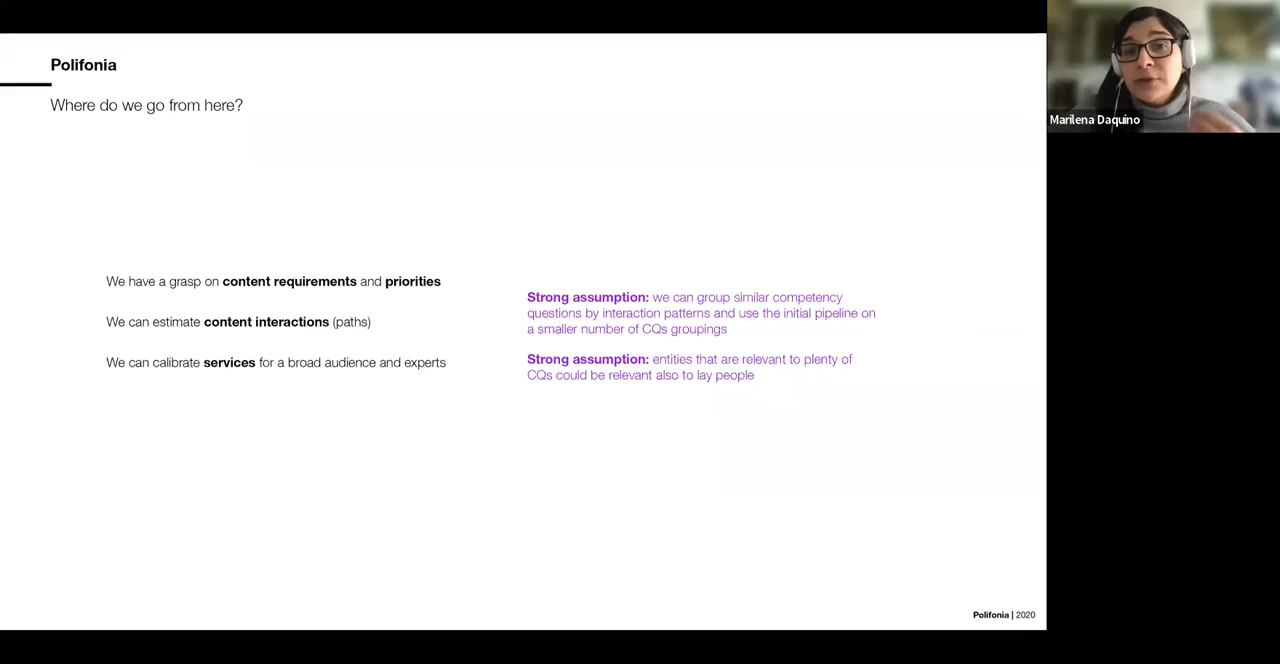 Polifonia
Where do we go from here?
We have a grasp on content requirements and priorities
We can estimate content interactions (paths)
We can calibrate services for a broad audience and experts
Strong assumption: we can group similar competency
questions by interaction patterns and use the initial pipeline on
a smaller number of CQs groupings
Strong assumption: entities that are relevant to plenty of
CQs could be relevant also to lay people
Polifonia | 2020
Marilena Daquino